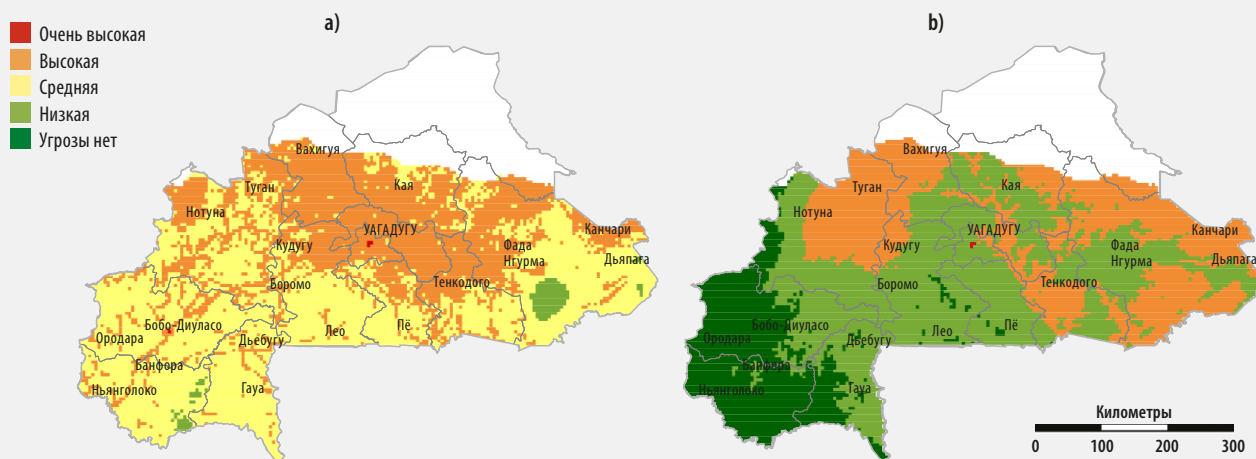 a)
b)
Очень высокая
Высокая
Средняя
Низкая
Угрозы нет
Вахигуя
Туган
Кая
Нотуна
УАГАДУГУ
Кудугу
Фада
Нгурма
Канчари
Дьяпага
Боромо
Тенкодого
Бобо-Диуласо
Лео
Пё
Ородара
Дьебугу
Банфора
Ньянголоко
Гауа
Вахигуя
Туган
Кая
Нотуна
УАГАДУГУ
Кудугу
Фада
Нгурма
Канчари
Дьяпага
Боромо
Тенкодого
Бобо-Диуласо
Лео
Пё
Ородара
Дьебугу
Банфора
Ньянголоко
Гауа
Километры
0 100 200 300